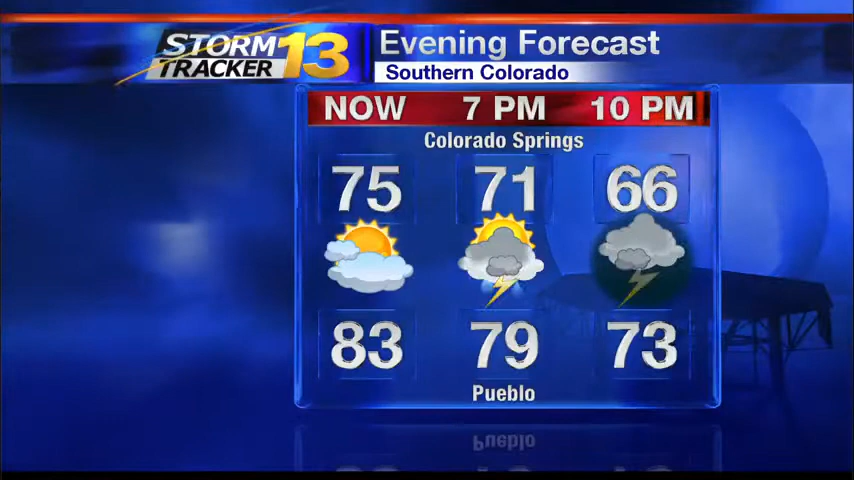 STORM
TRACKER 13
Evening Forecast
Southern Colorado
NOW 7 PM 10 PM
Colorado Springs
75 71 66
83 79 73
Pueblo
Pueblo